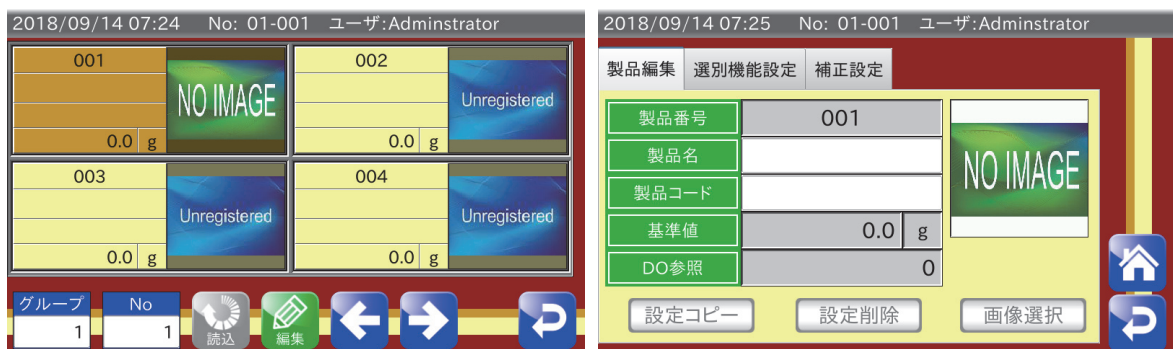 2018/09/14 07:24 No: 01-001 ユーザ:Adminstrator
001
NO IMAGE
0.0 g
002
Unregistered
0.0 g
003
Unregistered
0.0 g
004
Unregistered
0.0 g
グループ
1
No
1
読込
編集
2018/09/14 07:25 No: 01-001 ユーザ:Adminstrator
製品編集 選別機能設定 補正設定
製品番号 001
製品名
製品コード
基準値 0.0 g
DO参照 0
NO IMAGE
設定コピー 設定削除 画像選択